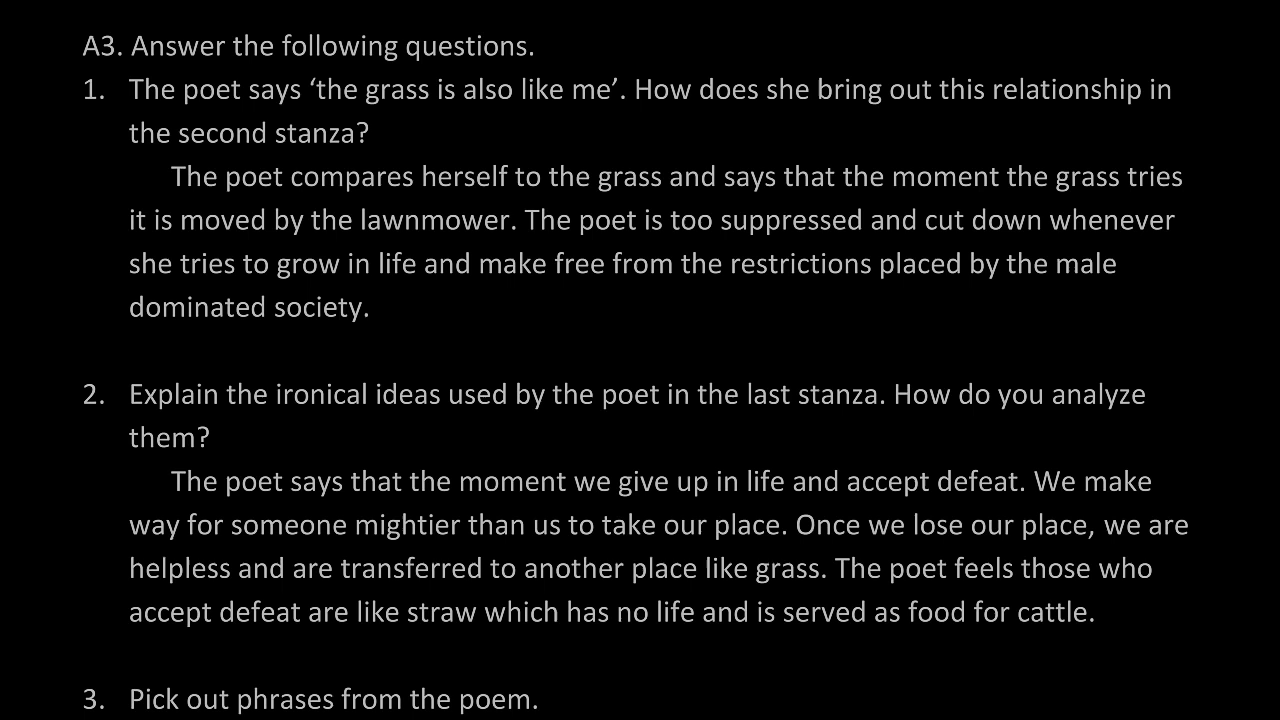 A3. Answer the following questions.
1. The poet says ‘the grass is also like me’. How does she bring out this relationship in
the second stanza?
The poet compares herself to the grass and says that the moment the grass tries
it is moved by the lawnmower. The poet is too suppressed and cut down whenever
she tries to grow in life and make free from the restrictions placed by the male
dominated society.
2. Explain the ironical ideas used by the poet in the last stanza. How do you analyze
them?
The poet says that the moment we give up in life and accept defeat. We make
way for someone mightier than us to take our place. Once we lose our place, we are
helpless and are transferred to another place like grass. The poet feels those who
accept defeat are like straw which has no life and is served as food for cattle.
3. Pick out phrases from the poem.